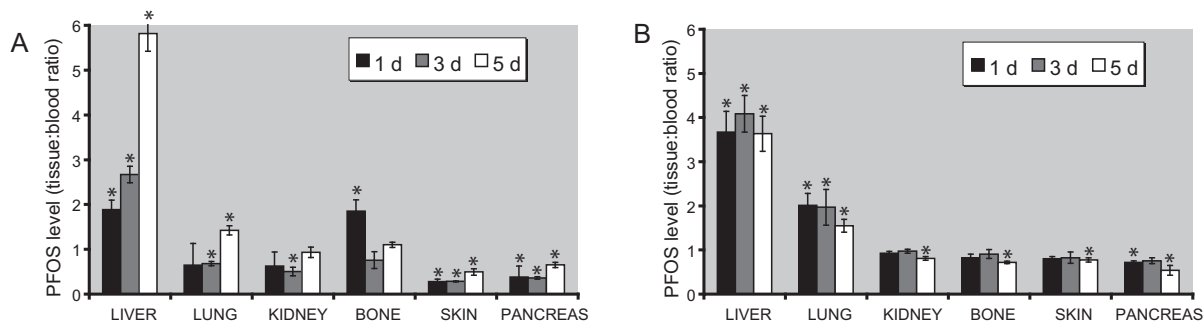 A
PFOS level (tissue:blood ratio)
6
5
4
3
2
1
0
1 d 3 d 5 d
* * *
* *
*
*
* * *
* * *
LIVER LUNG KIDNEY BONE SKIN PANCREAS
B
PFOS level (tissue:blood ratio)
6
5
4
3
2
1
0
1 d 3 d 5 d
* * *
* * *
*
*
*
* *
LIVER LUNG KIDNEY BONE SKIN PANCREAS